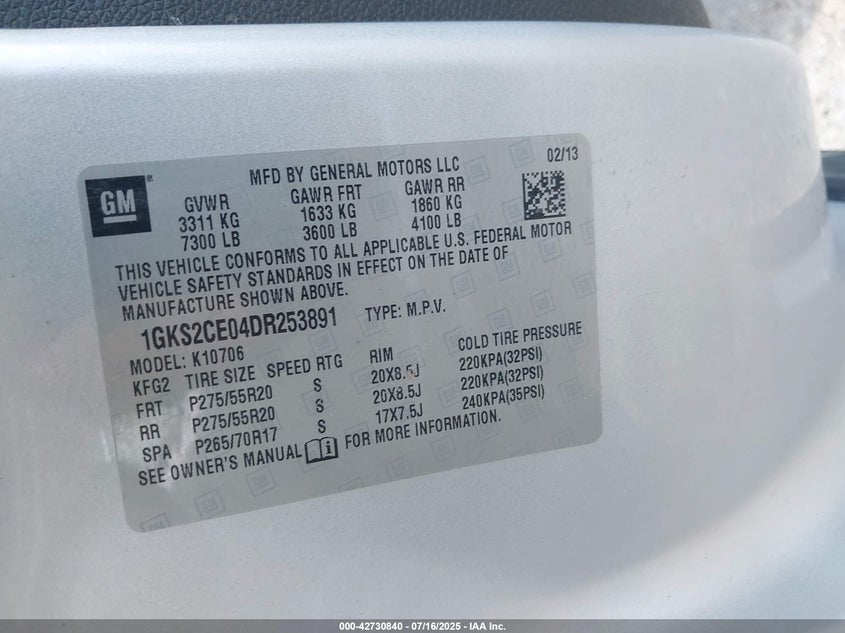 GM
MFD BY GENERAL MOTORS LLC 02/13
GVWR GAWR FRT GAWR RR
3311 KG 1633 KG 1860 KG
7300 LB 3600 LB 4100 LB
THIS VEHICLE CONFORMS TO ALL APPLICABLE U.S. FEDERAL MOTOR
VEHICLE SAFETY STANDARDS IN EFFECT ON THE DATE OF
MANUFACTURE SHOWN ABOVE.
1GKS2CE04DR253891 TYPE: M.P.V.
MODEL: K10706
KFG2 TIRE SIZE SPEED RTG RIM COLD TIRE PRESSURE
FRT P275/55R20 S 20X8.5J 220KPA(32PSI)
RR P275/55R20 S 20X8.5J 220KPA(32PSI)
SPA P265/70R17 S 17X7.5J 240KPA(35PSI)
SEE OWNER'S MANUAL FOR MORE INFORMATION.
000-42730840 - 07/16/2025 - IAA Inc.